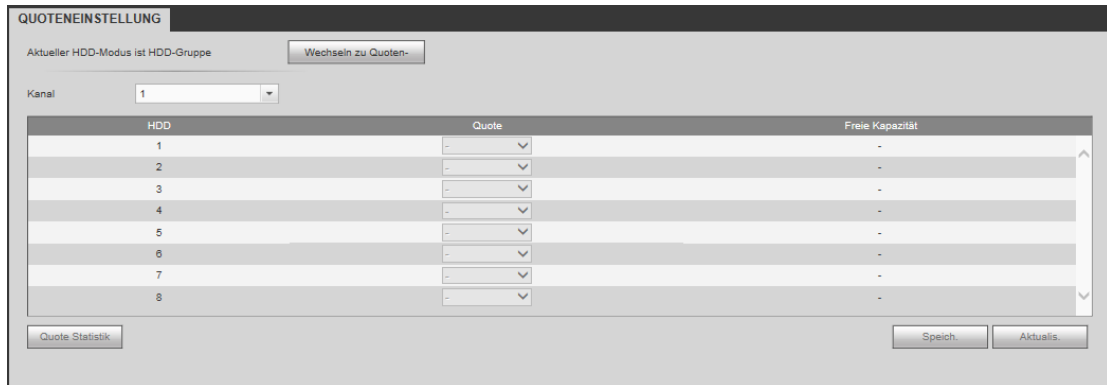 QUOTENEINSTELLUNG
Aktueller HDD-Modus ist HDD-Gruppe Wechseln zu Quoten-
Kanal 1
HDD Quote Freie Kapazität
1 - -
2 - -
3 - -
4 - -
5 - -
6 - -
7 - -
8 - -
Quote Statistik Speich. Aktualis.